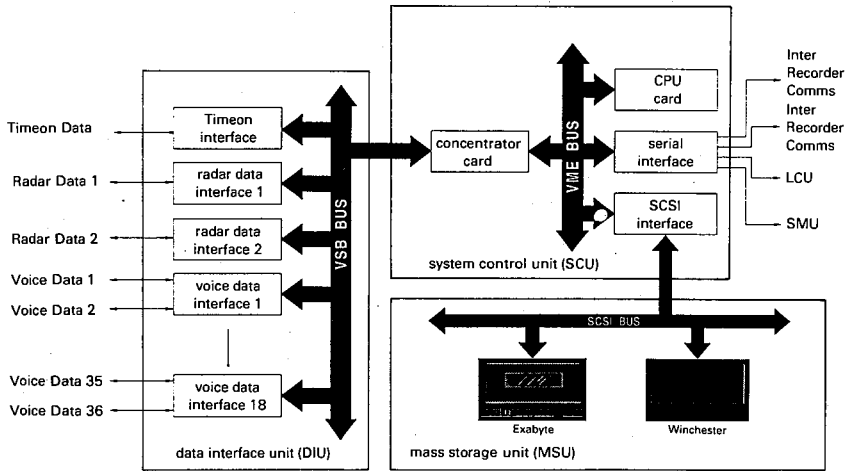 Timeon Data
Radar Data 1
Radar Data 2
Voice Data 1
Voice Data 2
Voice Data 35
Voice Data 36
Timeon
interface
radar data
interface 1
radar data
interface 2
voice data
interface 1
voice data
interface 18
VSB BUS
data interface unit (DIU)
concentrator
card
VME BUS
CPU
card
serial
interface
SCSI
interface
system control unit (SCU)
Inter
Recorder
Comms
Inter
Recorder
Comms
LCU
SMU
SCSI BUS
Exabyte
Winchester
mass storage unit (MSU)